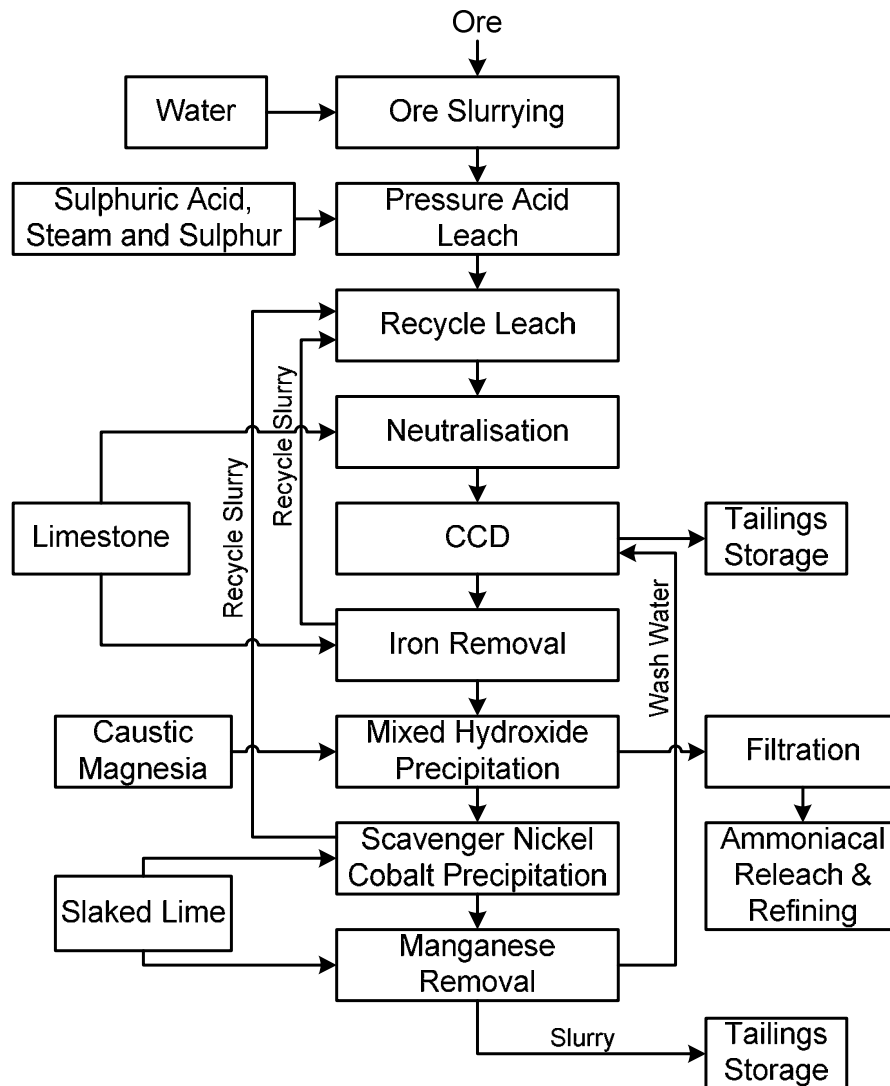 Ore
Water
Ore Slurrying
Sulphuric Acid,
Steam and Sulphur
Pressure Acid
Leach
Recycle Leach
Recycle Slurry
Recycle Slurry
Neutralisation
Limestone
CCD
Tailings
Storage
Iron Removal
Wash Water
Caustic
Magnesia
Mixed Hydroxide
Precipitation
Filtration
Scavenger Nickel
Cobalt Precipitation
Ammoniacal
Releach &
Refining
Slaked Lime
Manganese
Removal
Slurry
Tailings
Storage